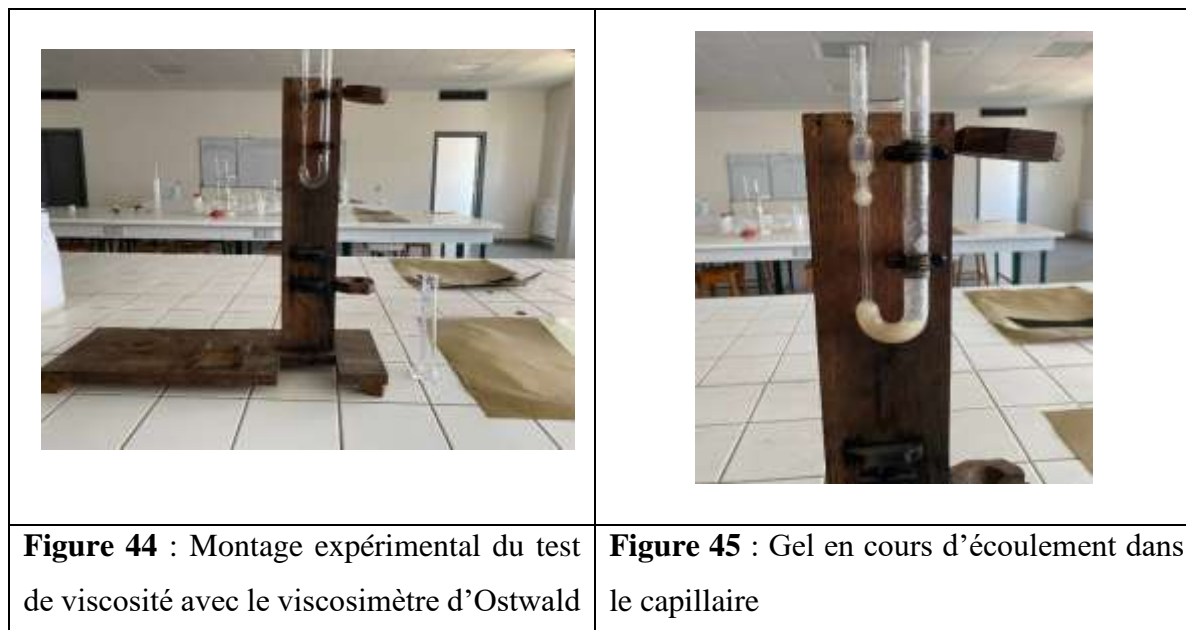 Figure 44 : Montage expérimental du test
de viscosité avec le viscosimètre d’Ostwald
Figure 45 : Gel en cours d’écoulement dans
le capillaire